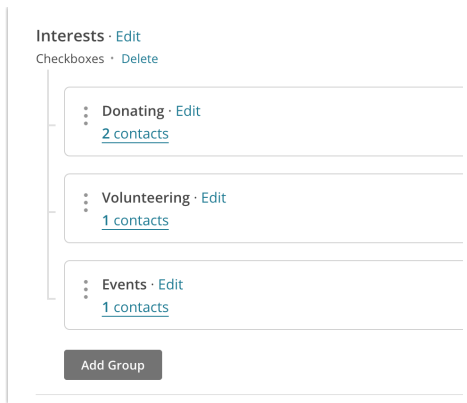 Interests · Edit
Checkboxes • Delete
Donating · Edit
2 contacts
Volunteering · Edit
1 contacts
Events · Edit
1 contacts
Add Group